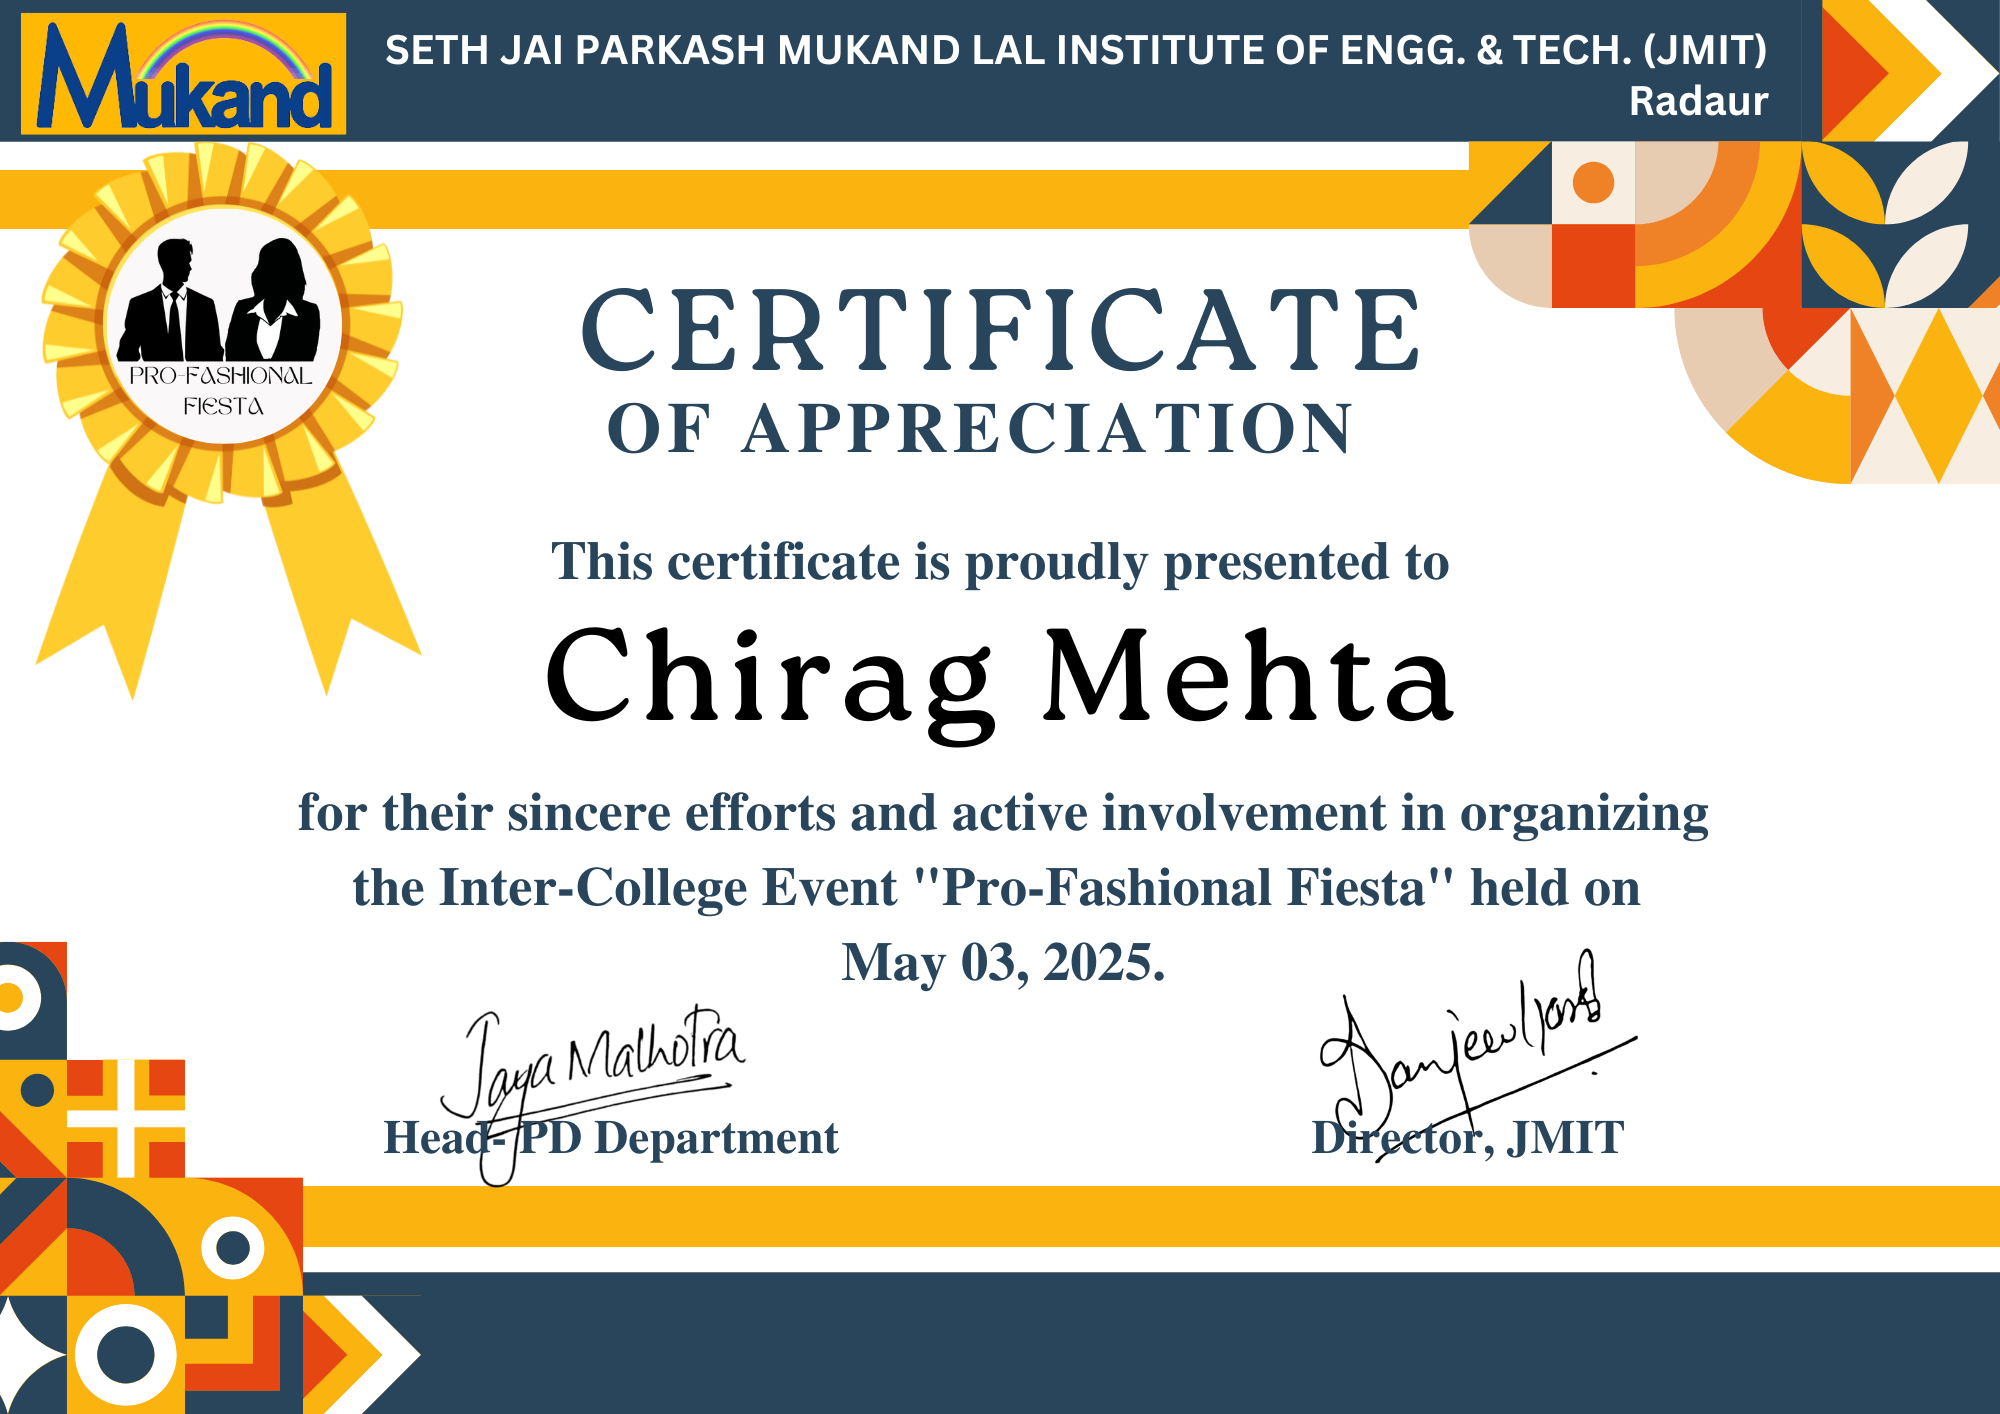 Mukand
SETH JAI PARKASH MUKAND LAL INSTITUTE OF ENGG. & TECH. (JMIT)
Radaur
PRO-FASHIONAL
FIESTA
CERTIFICATE
OF APPRECIATION
This certificate is proudly presented to
Chirag Mehta
for their sincere efforts and active involvement in organizing
the Inter-College Event "Pro-Fashional Fiesta" held on
May 03, 2025.
Jaya Malhotra
Head- PD Department
Director, JMIT